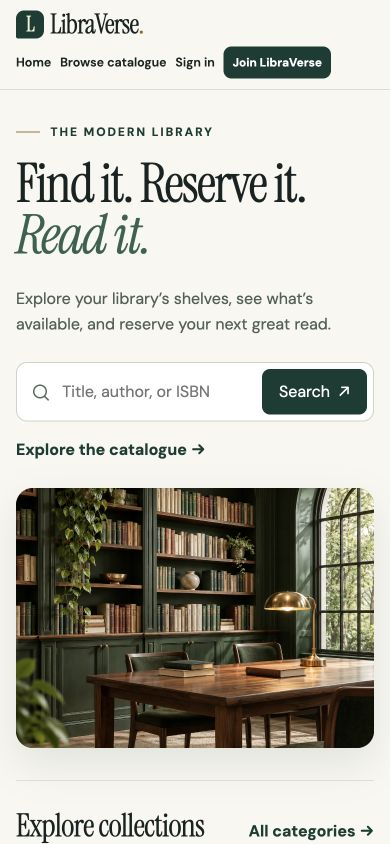 L LibraVerse.
Home Browse catalogue Sign in Join LibraVerse
THE MODERN LIBRARY
Find it. Reserve it.
Read it.
Explore your library’s shelves, see what’s
available, and reserve your next great read.
Title, author, or ISBN Search ↗
Explore the catalogue →
Explore collections All categories →